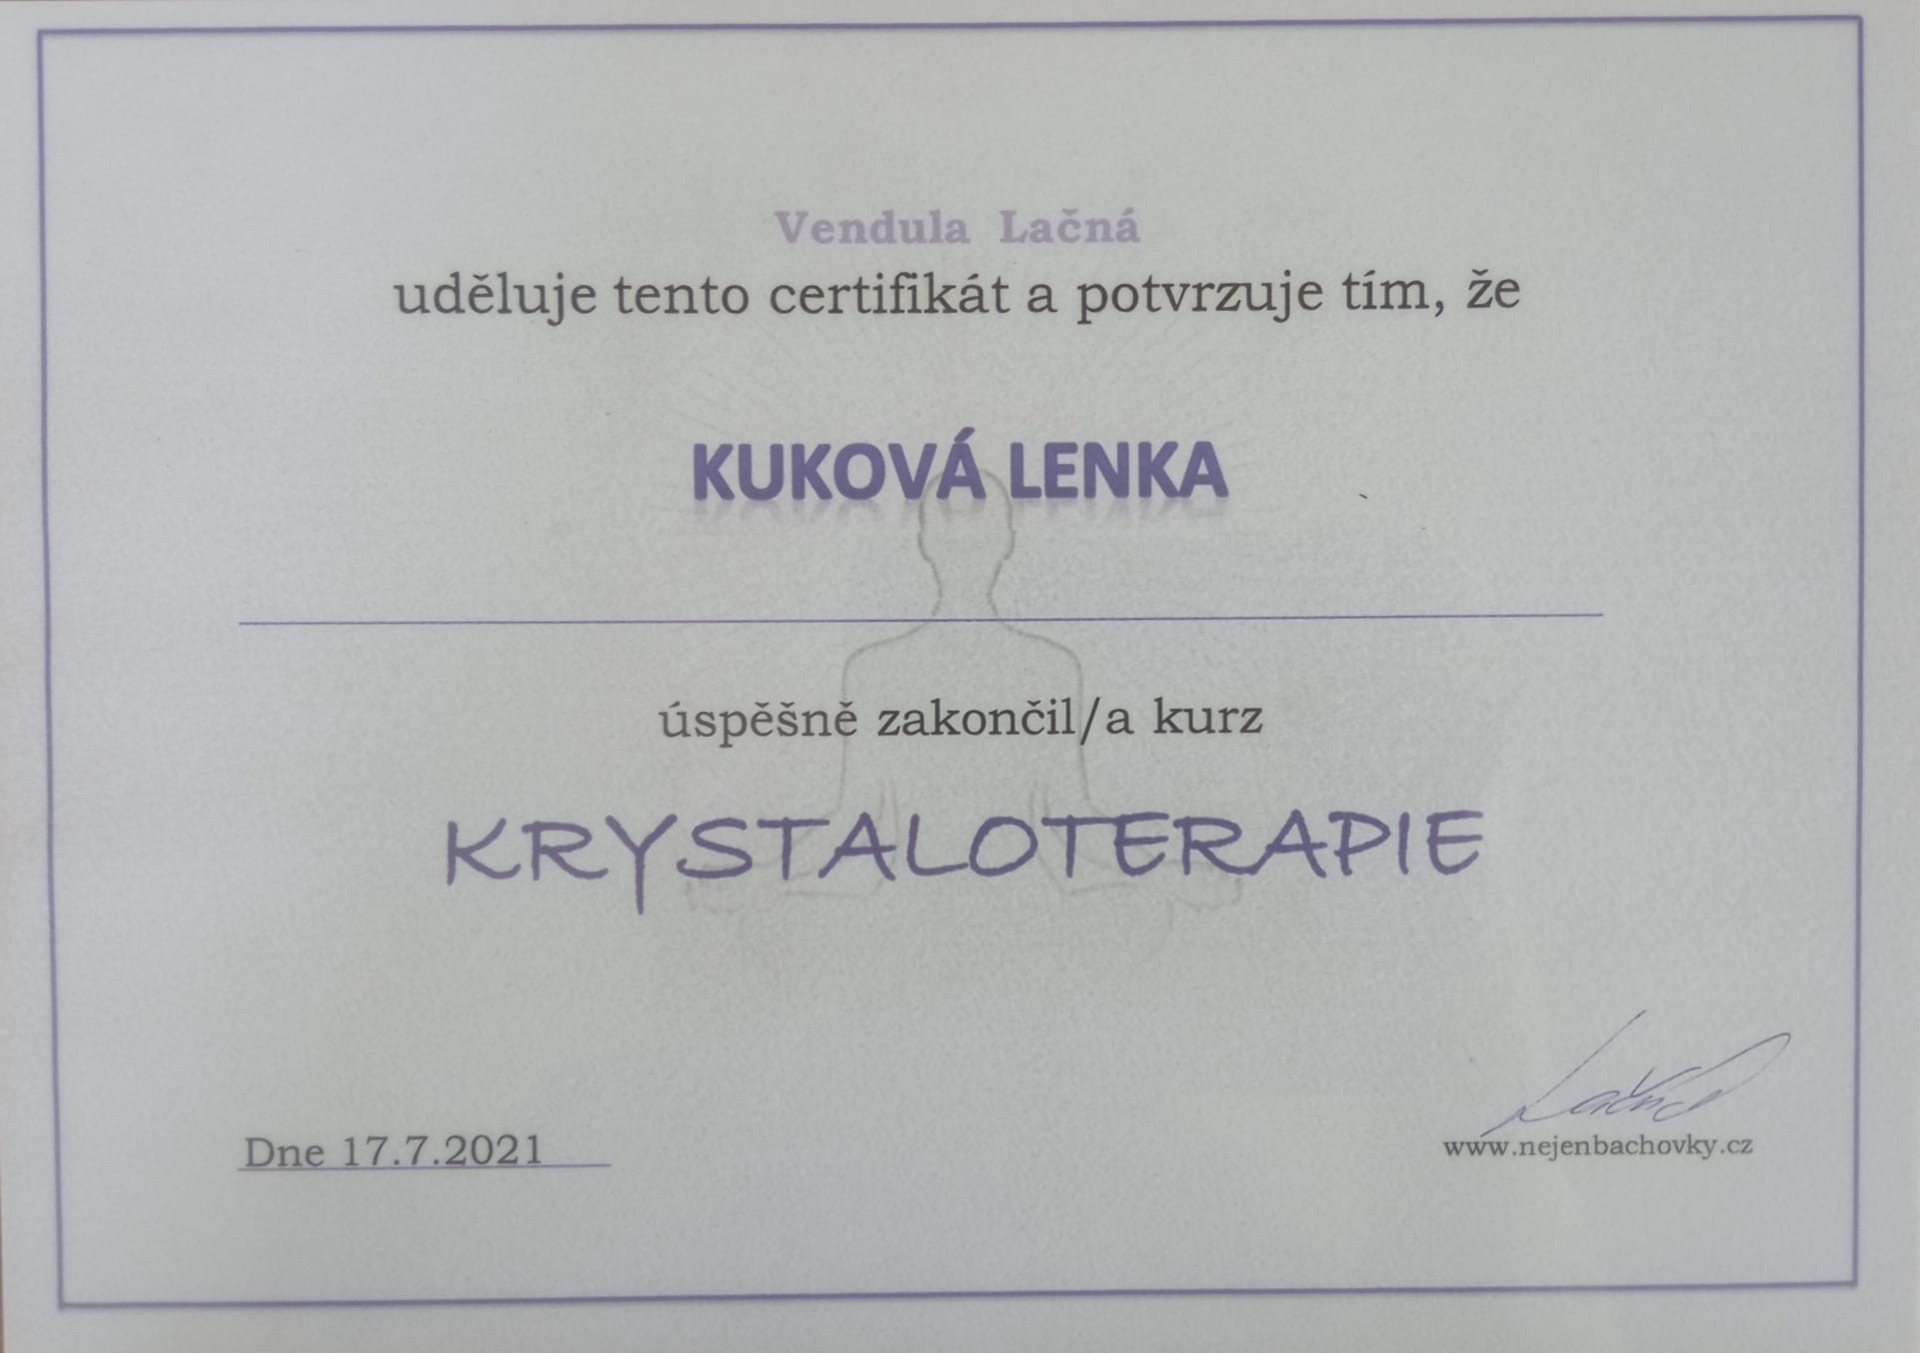 Vendula Lačná
uděluje tento certifikát a potvrzuje tím, že
KUKOVÁ LENKA
úspěšně zakončil/a kurz
KRYSTALOTERAPIE
Lačná
Dne 17.7.2021
www.nejenbachovky.cz